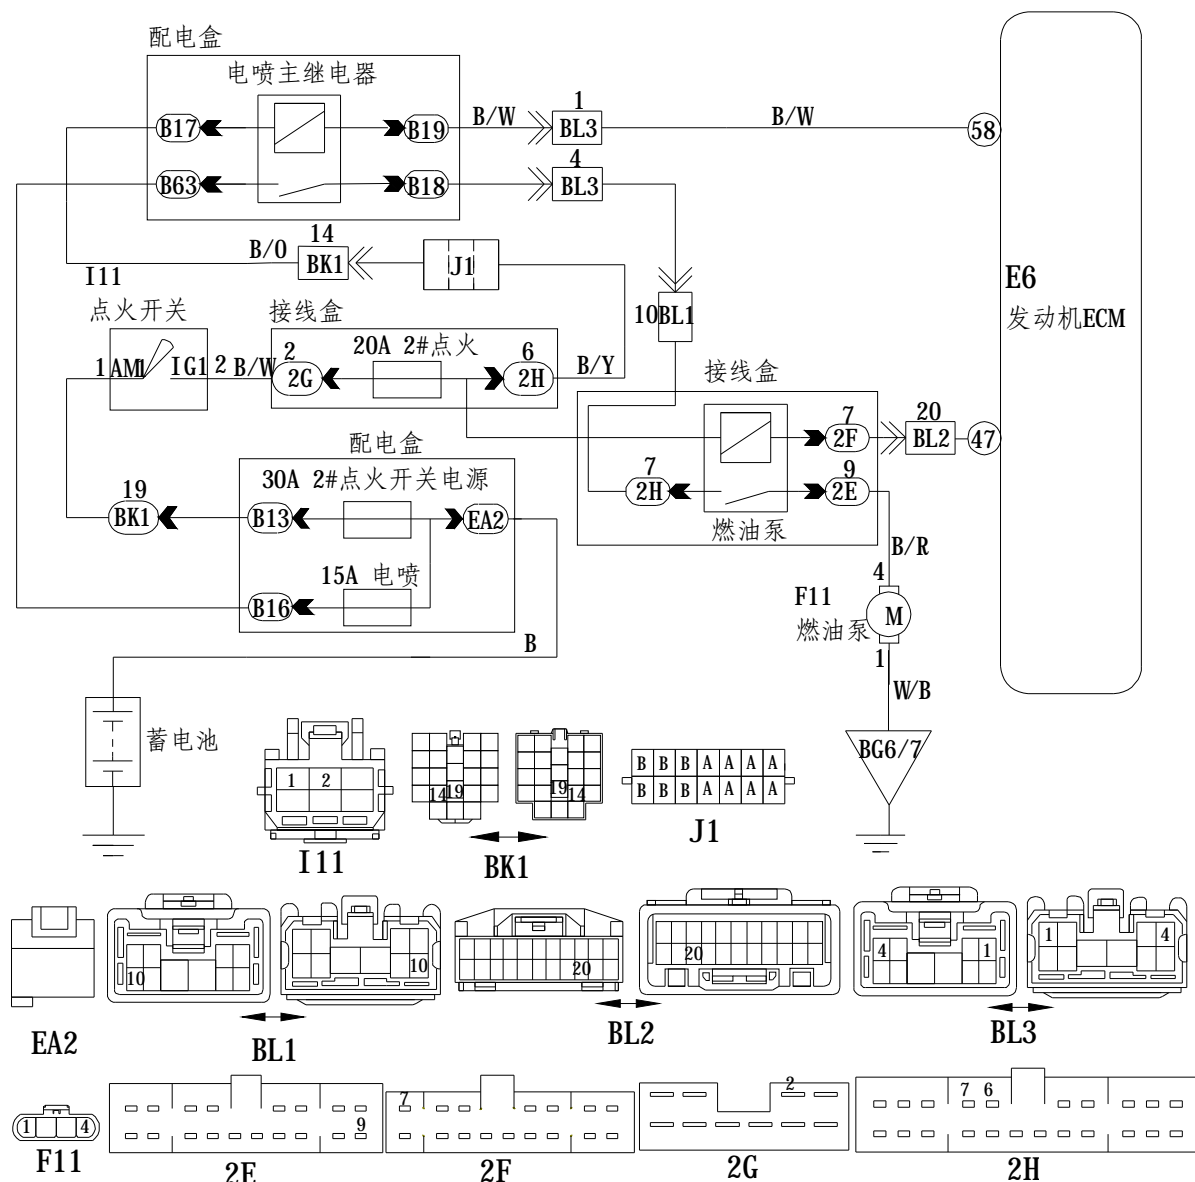 配电盒
电喷主继电器
B17
B19
B/W
1
BL3
B/W
58
B63
B18
4
BL3
B/O
14
BK1
J1
I11
点火开关
1
AM1
IG1
2
B/W
接线盒
2
2G
20A 2#点火
6
2H
B/Y
10
BL1
E6
发动机ECM
接线盒
7
2F
20
BL2
47
7
2H
9
2E
燃油泵
配电盒
30A 2#点火开关电源
19
BK1
B13
EA2
15A 电喷
B16
B
B/R
4
F11
燃油泵
M
1
W/B
BG6/7
蓄电池
1 2
I11
14 19
19 14
BK1
B B B A A A A
B B B A A A A
J1
EA2
10
10
BL1
20
20
BL2
4 1
1 4
BL3
1 4
F11
9
2E
7
2F
2
2G
7 6
2H